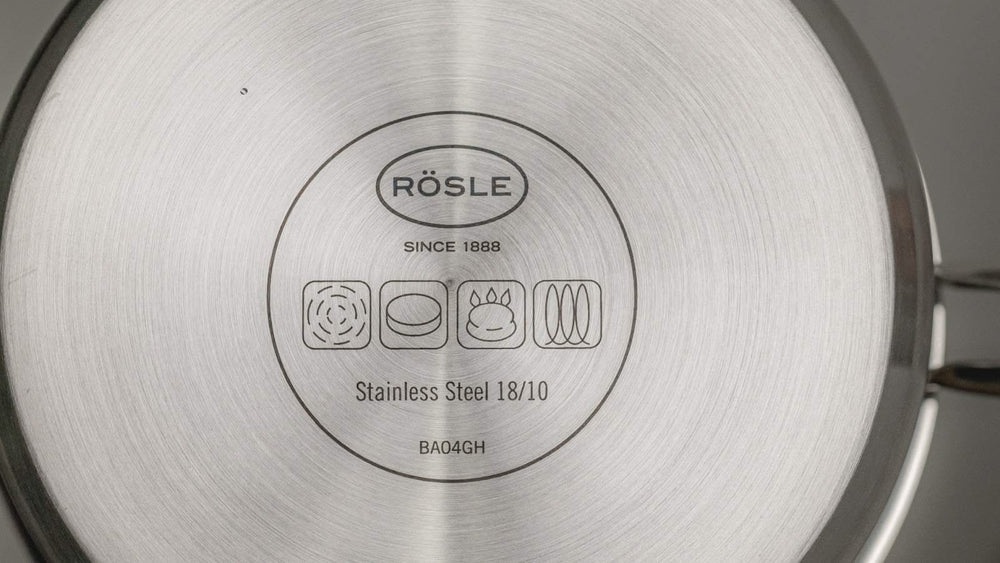 RÖSLE
SINCE 1888
Stainless Steel 18/10
BA04GH